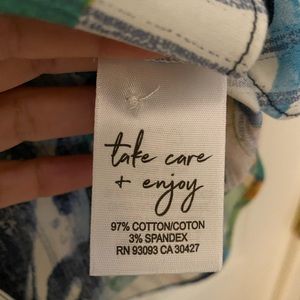 take care
+ enjoy
97% COTTON/COTON
3% SPANDEX
RN 93093 CA 30427